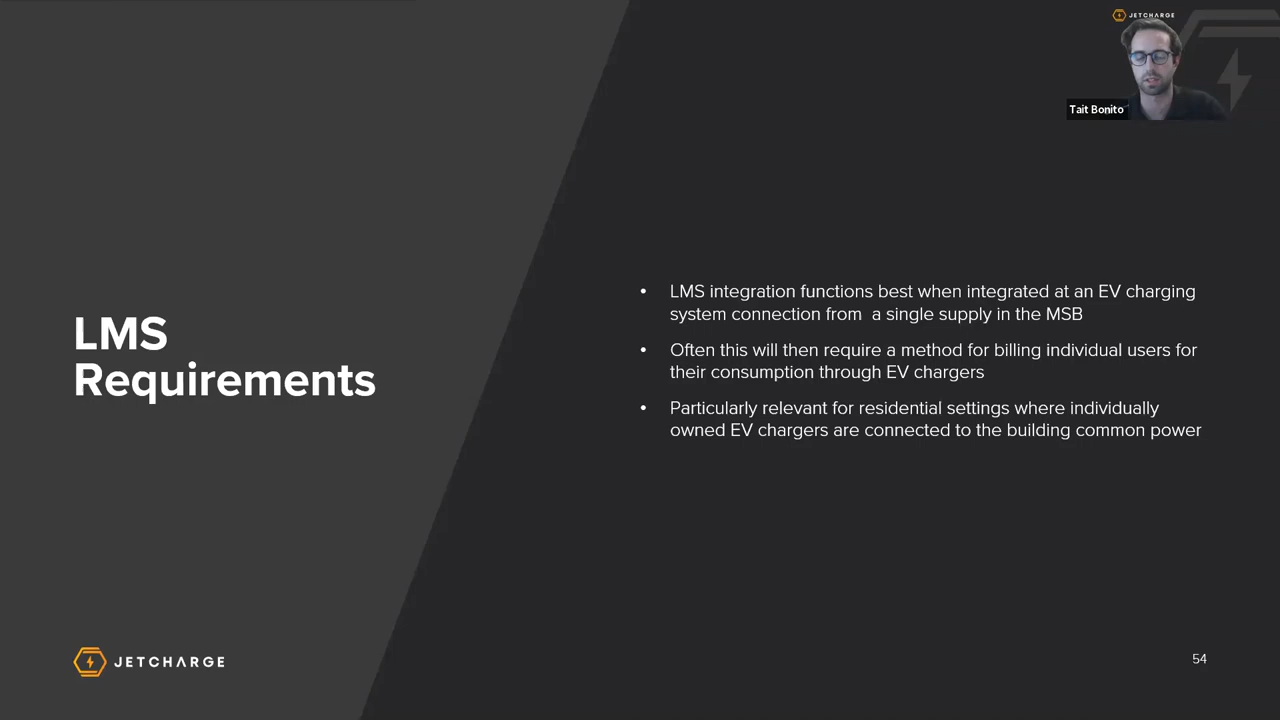 JETCHARGE
Tait Bonito
LMS
Requirements
• LMS integration functions best when integrated at an EV charging
system connection from  a single supply in the MSB
• Often this will then require a method for billing individual users for
their consumption through EV chargers
• Particularly relevant for residential settings where individually
owned EV chargers are connected to the building common power
JETCHARGE
54